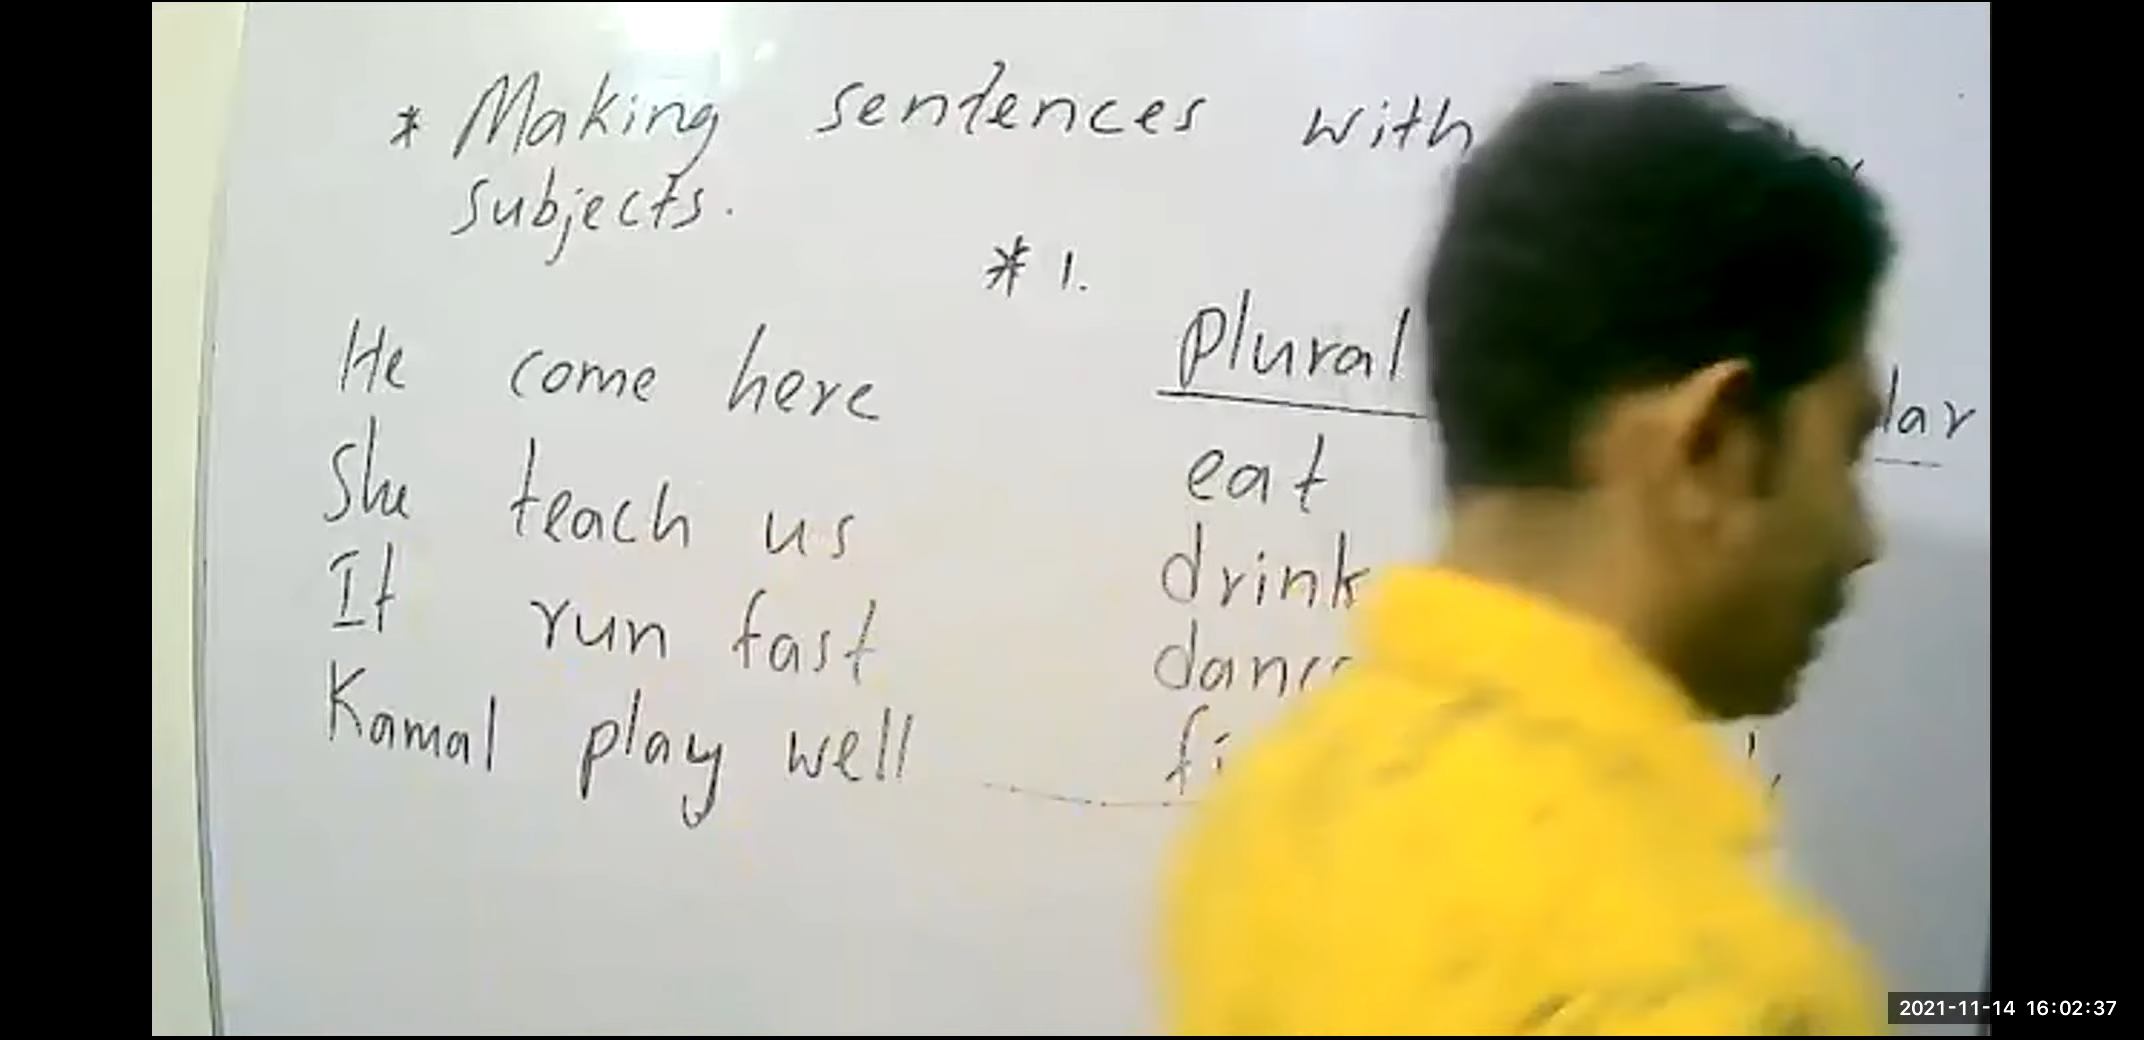 * Making sentences with
subjects.
* 1.
He come here
She teach us
It run fast
Kamal play well
Plural
eat
drink
lar
2021-11-14 16:02:37